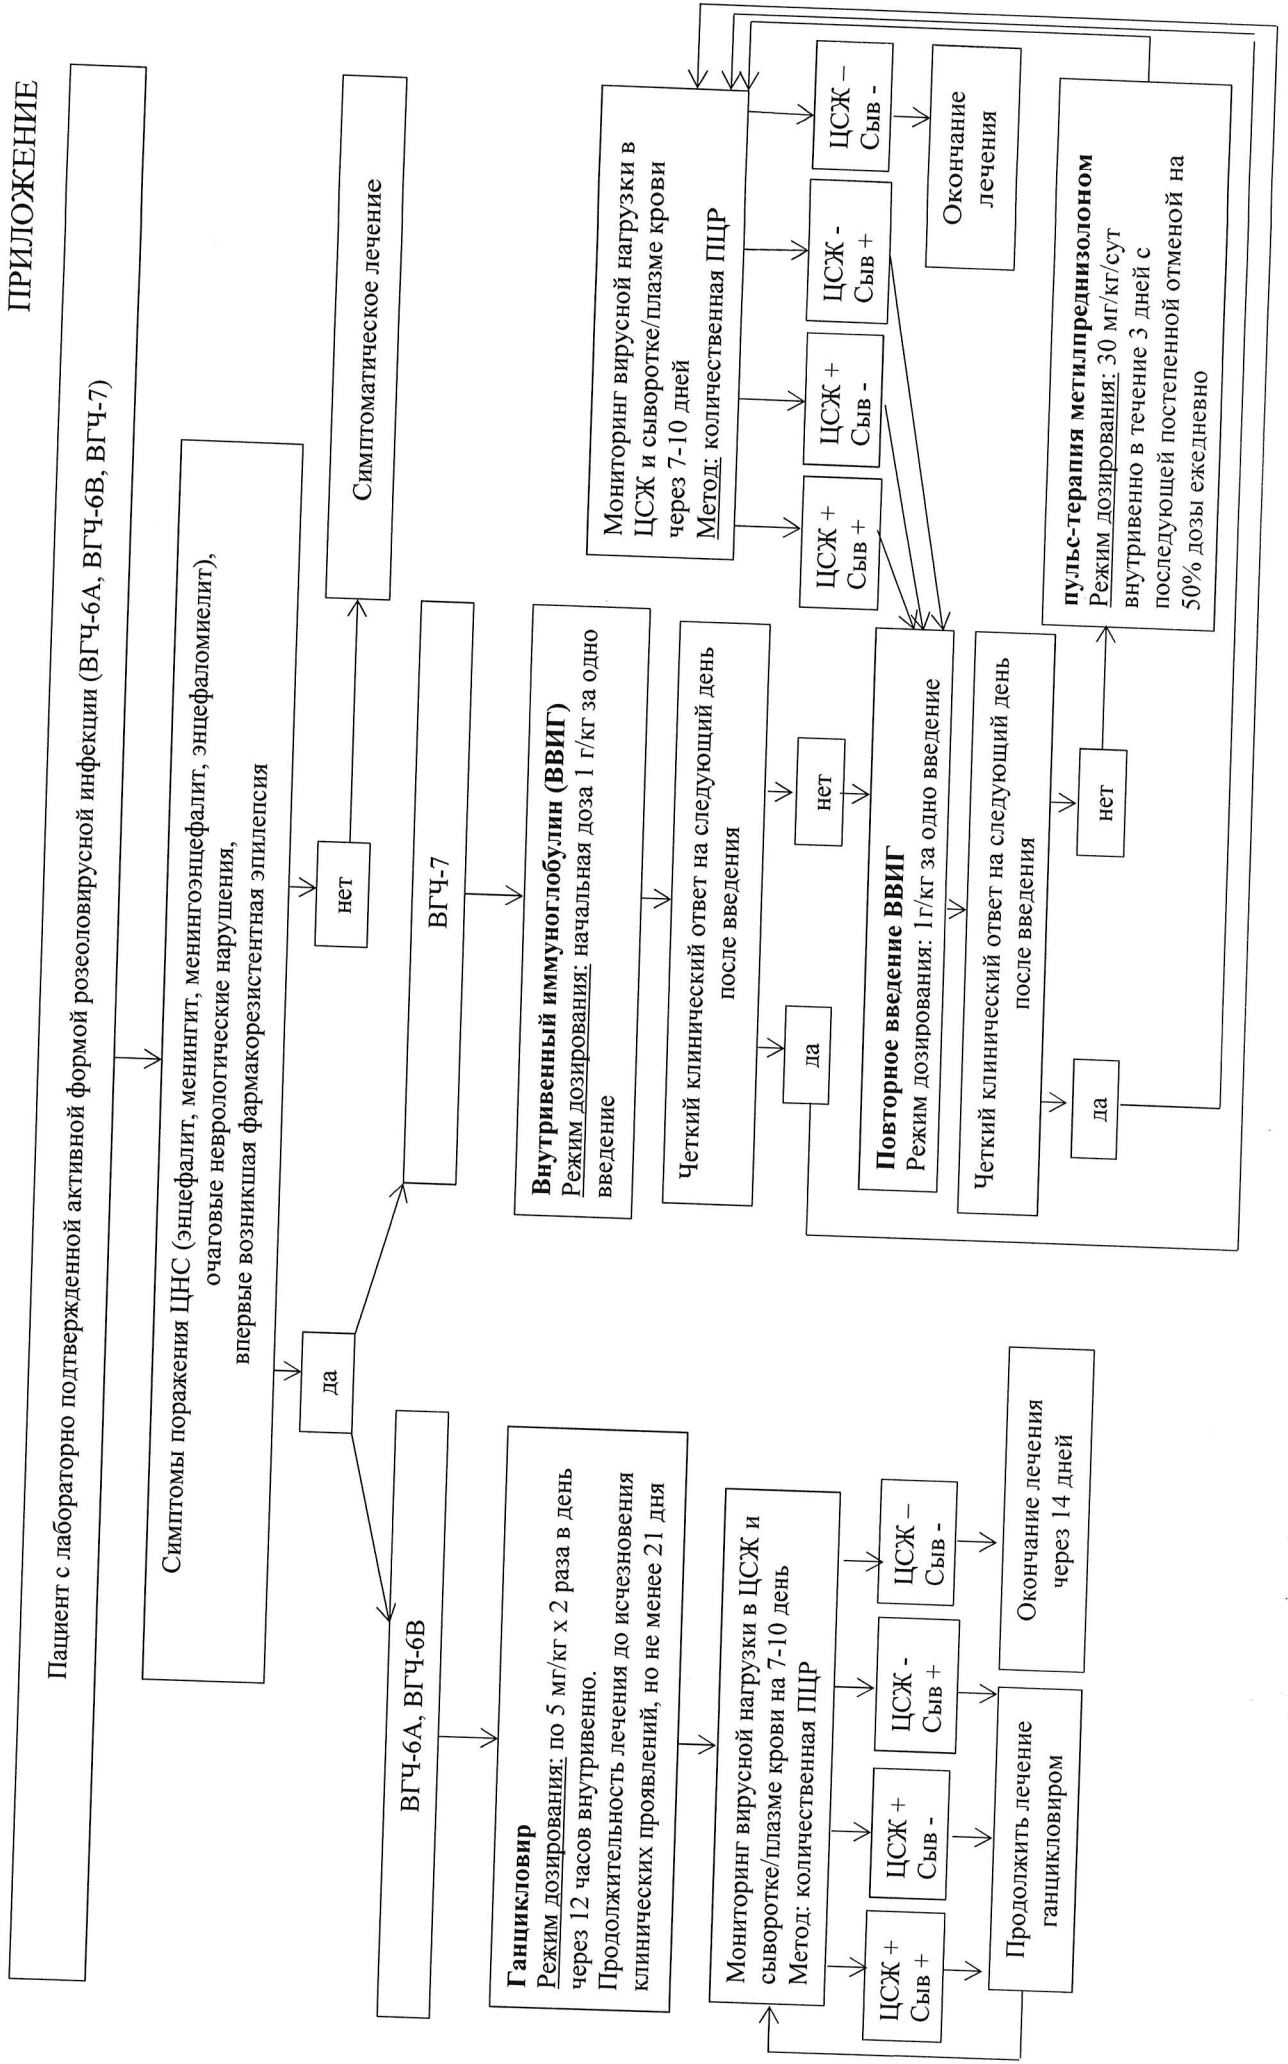 ПРИЛОЖЕНИЕ
Пациент с лабораторно подтвержденной активной формой розеоловирусной инфекции (ВГЧ-6А, ВГЧ-6В, ВГЧ-7)
Симптомы поражения ЦНС (энцефалит, менингит, менингоэнцефалит, энцефаломиелит),
очаговые неврологические нарушения,
впервые возникшая фармакорезистентная эпилепсия
да
нет
Симптоматическое лечение
ВГЧ-6А, ВГЧ-6В
Ганцикловир
Режим дозирования: по 5 мг/кг х 2 раза в день
через 12 часов внутривенно.
Продолжительность лечения до исчезновения
клинических проявлений, но не менее 21 дня
Мониторинг вирусной нагрузки в ЦСЖ и
сыворотке/плазме крови на 7-10 день
Метод: количественная ПЦР
ЦСЖ +
Сыв +
ЦСЖ +
Сыв -
ЦСЖ -
Сыв +
ЦСЖ –
Сыв -
Продолжить лечение
ганцикловиром
Окончание лечения
через 14 дней
ВГЧ-7
Внутривенный иммуноглобулин (ВВИГ)
Режим дозирования: начальная доза 1 г/кг за одно
введение
Четкий клинический ответ на следующий день
после введения
да
нет
Повторное введение ВВИГ
Режим дозирования: 1г/кг за одно введение
Четкий клинический ответ на следующий день
после введения
да
нет
Мониторинг вирусной нагрузки в
ЦСЖ и сыворотке/плазме крови
через 7-10 дней
Метод: количественная ПЦР
ЦСЖ +
Сыв +
ЦСЖ +
Сыв -
ЦСЖ -
Сыв +
ЦСЖ –
Сыв -
Окончание
лечения
пульс-терапия метилпреднизолоном
Режим дозирования: 30 мг/кг/сут
внутривенно в течение 3 дней с
последующей постепенной отменой на
50% дозы ежедневно